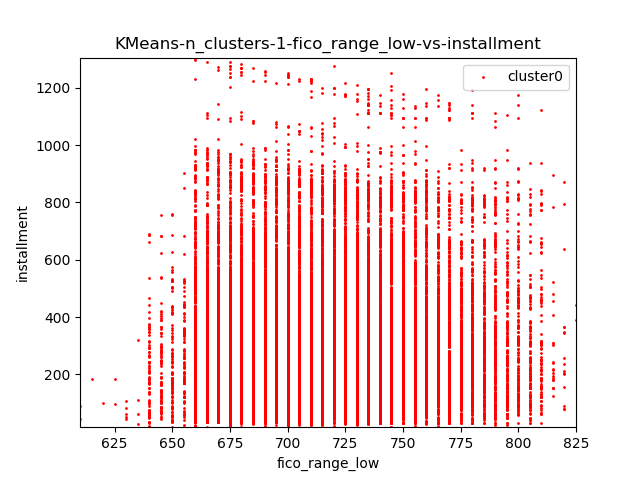 KMeans-n_clusters-1-fico_range_low-vs-installment
cluster0
1200
1000
800
600
400
200
installment
625 650 675 700 725 750 775 800 825
fico_range_low